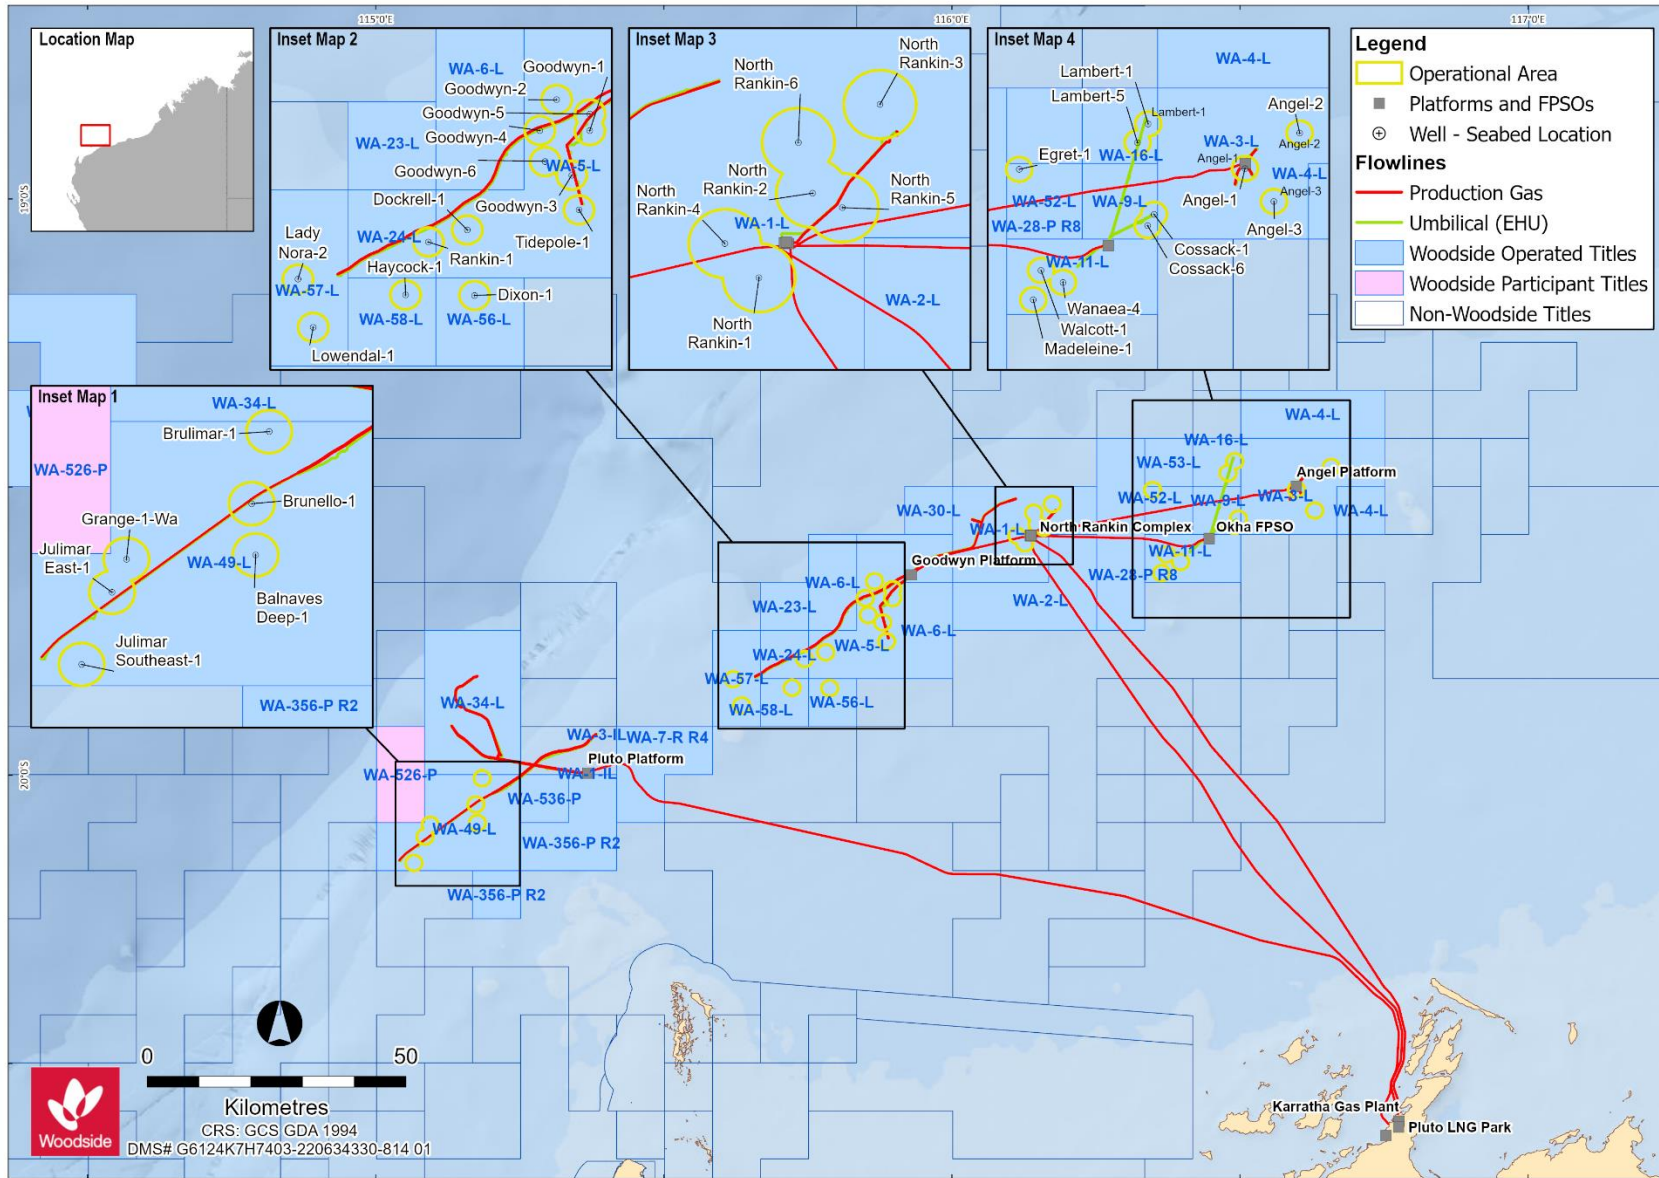 115°0'E
116°0'E
117°0'E
19°0'S
20°0'S
Location Map
Inset Map 2
WA-6-L
Goodwyn-1
Goodwyn-2
Goodwyn-5
Goodwyn-4
WA-23-L
Goodwyn-6
WA-5-L
Dockrell-1
Goodwyn-3
Lady
Nora-2
WA-24-L
Tidepole-1
Haycock-1
Rankin-1
WA-57-L
Dixon-1
WA-58-L
WA-56-L
Lowendal-1
Inset Map 3
North
Rankin-6
North
Rankin-3
North
Rankin-2
North
Rankin-4
North
Rankin-5
WA-1-L
WA-2-L
North
Rankin-1
Inset Map 4
WA-4-L
Lambert-1
Lambert-5
Lambert-1
Angel-2
WA-3-L
Angel-2
Egret-1
WA-16-L
Angel-1
WA-4-L
WA-52-L
WA-9-L
Angel-3
WA-28-P R8
Angel-1
Angel-3
Cossack-1
Cossack-6
WA-11-L
Wanaea-4
Walcott-1
Madeleine-1
Legend
Operational Area
Platforms and FPSOs
Well - Seabed Location
Flowlines
Production Gas
Umbilical (EHU)
Woodside Operated Titles
Woodside Participant Titles
Non-Woodside Titles
Inset Map 1
WA-34-L
Brulimar-1
WA-526-P
Brunello-1
Grange-1-Wa
Julimar
East-1
WA-49-L
Balnaves
Deep-1
Julimar
Southeast-1
WA-356-P R2
WA-4-L
WA-16-L
WA-53-L
Angel Platform
WA-52-L
WA-9-L
WA-3-L
WA-4-L
WA-30-L
WA-1-L
North Rankin Complex
Okha FPSO
WA-11-L
WA-28-P R8
Goodwyn Platform
WA-6-L
WA-2-L
WA-23-L
WA-6-L
WA-5-L
WA-24-L
WA-57-L
WA-58-L
WA-56-L
WA-34-L
WA-3-IL
WA-7-R R4
Pluto Platform
WA-526-P
WA-1-IL
WA-536-P
WA-49-L
WA-356-P R2
WA-356-P R2
0
50
Kilometres
CRS: GCS GDA 1994
DMS# G6124K7H7403-220634330-814 01
Woodside
Karratha Gas Plant
Pluto LNG Park